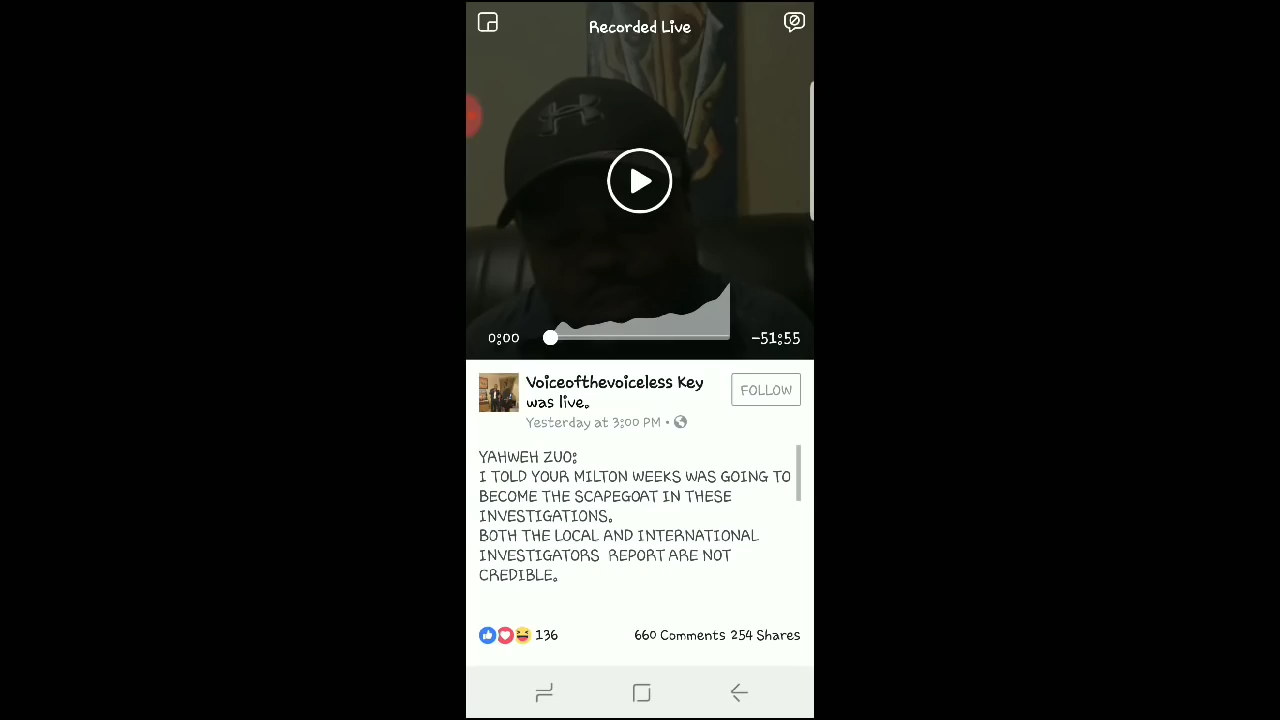 Recorded Live
0:00
-51:55
Voiceofthevoiceless Key
was live.
FOLLOW
Yesterday at 3:00 PM •
YAHWEH ZUO:
I TOLD YOUR MILTON WEEKS WAS GOING TO
BECOME THE SCAPEGOAT IN THESE
INVESTIGATIONS.
BOTH THE LOCAL AND INTERNATIONAL
INVESTIGATORS REPORT ARE NOT
CREDIBLE.
136
660 Comments 254 Shares